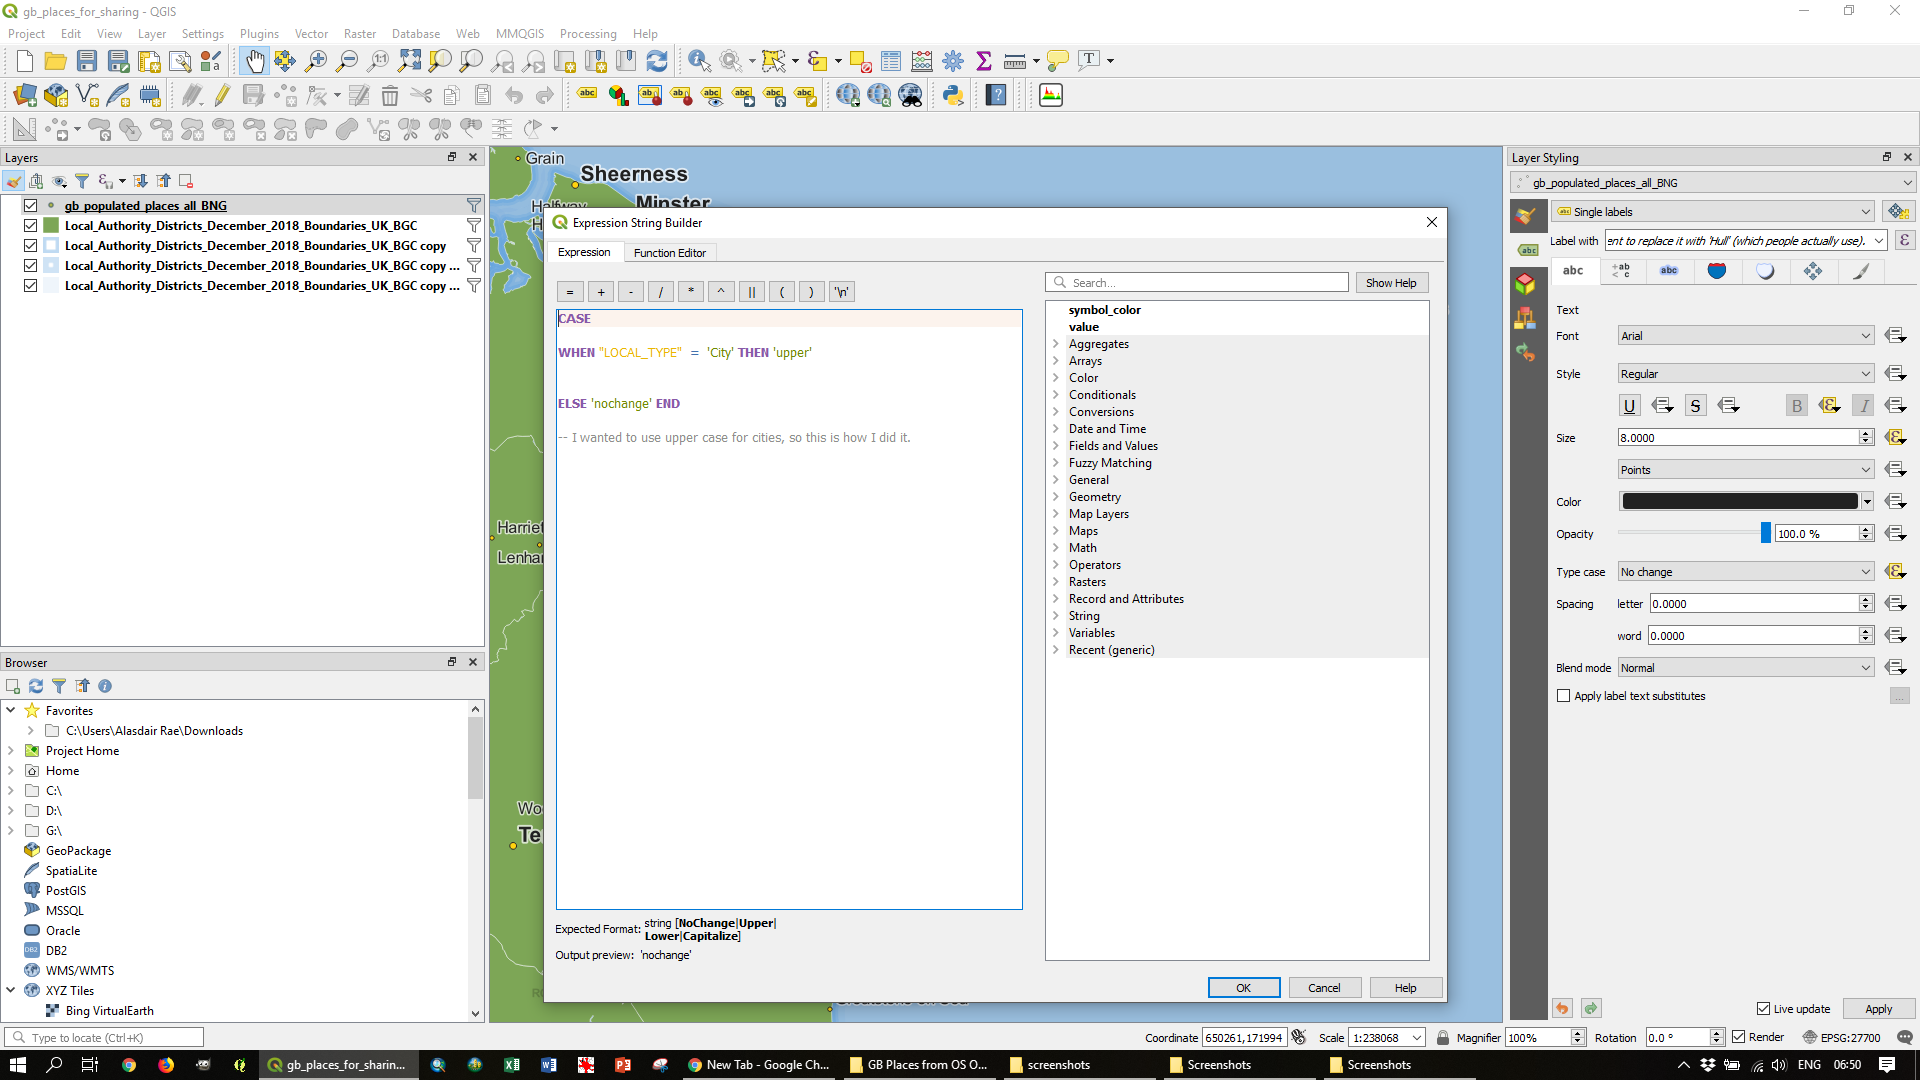 gb_places_for_sharing - QGIS
Project Edit View Layer Settings Plugins Vector Raster Database Web MMQGIS Processing Help
Layers
gb_populated_places_all_BNG
Local_Authority_Districts_December_2018_Boundaries_UK_BGC
Local_Authority_Districts_December_2018_Boundaries_UK_BGC copy
Local_Authority_Districts_December_2018_Boundaries_UK_BGC copy ...
Local_Authority_Districts_December_2018_Boundaries_UK_BGC copy ...
Browser
Favorites
C:\Users\Alasdair Rae\Downloads
Project Home
Home
C:\
D:\
G:\
GeoPackage
SpatiaLite
PostGIS
MSSQL
Oracle
DB2
WMS/WMTS
XYZ Tiles
Bing VirtualEarth
Type to locate (Ctrl+K)
Grain
Sheerness
Minster
Halfway
Harriet
Lenha
Wo
Te
Expression String Builder
Expression Function Editor
= + - / * ^ || ( ) '\n'
CASE
WHEN "LOCAL_TYPE" = 'City' THEN 'upper'
ELSE 'nochange' END
-- I wanted to use upper case for cities, so this is how I did it.
Expected Format: string [NoChange|Upper|
Lower|Capitalize]
Output preview: 'nochange'
Search...
Show Help
symbol_color
value
Aggregates
Arrays
Color
Conditionals
Conversions
Date and Time
Fields and Values
Fuzzy Matching
General
Geometry
Map Layers
Maps
Math
Operators
Rasters
Record and Attributes
String
Variables
Recent (generic)
OK Cancel Help
Layer Styling
gb_populated_places_all_BNG
Single labels
Label with ent to replace it with 'Hull' (which people actually use).
Text
Font Arial
Style Regular
U S B I
Size 8.0000
Points
Color
Opacity 100.0 %
Type case No change
Spacing letter 0.0000
word 0.0000
Blend mode Normal
Apply label text substitutes
Live update Apply
Coordinate 650261,171994 Scale 1:238068 Magnifier 100% Rotation 0.0 ° Render EPSG:27700
gb_places_for_sharin... New Tab - Google Ch... GB Places from OS O... screenshots Screenshots Screenshots ENG 06:50